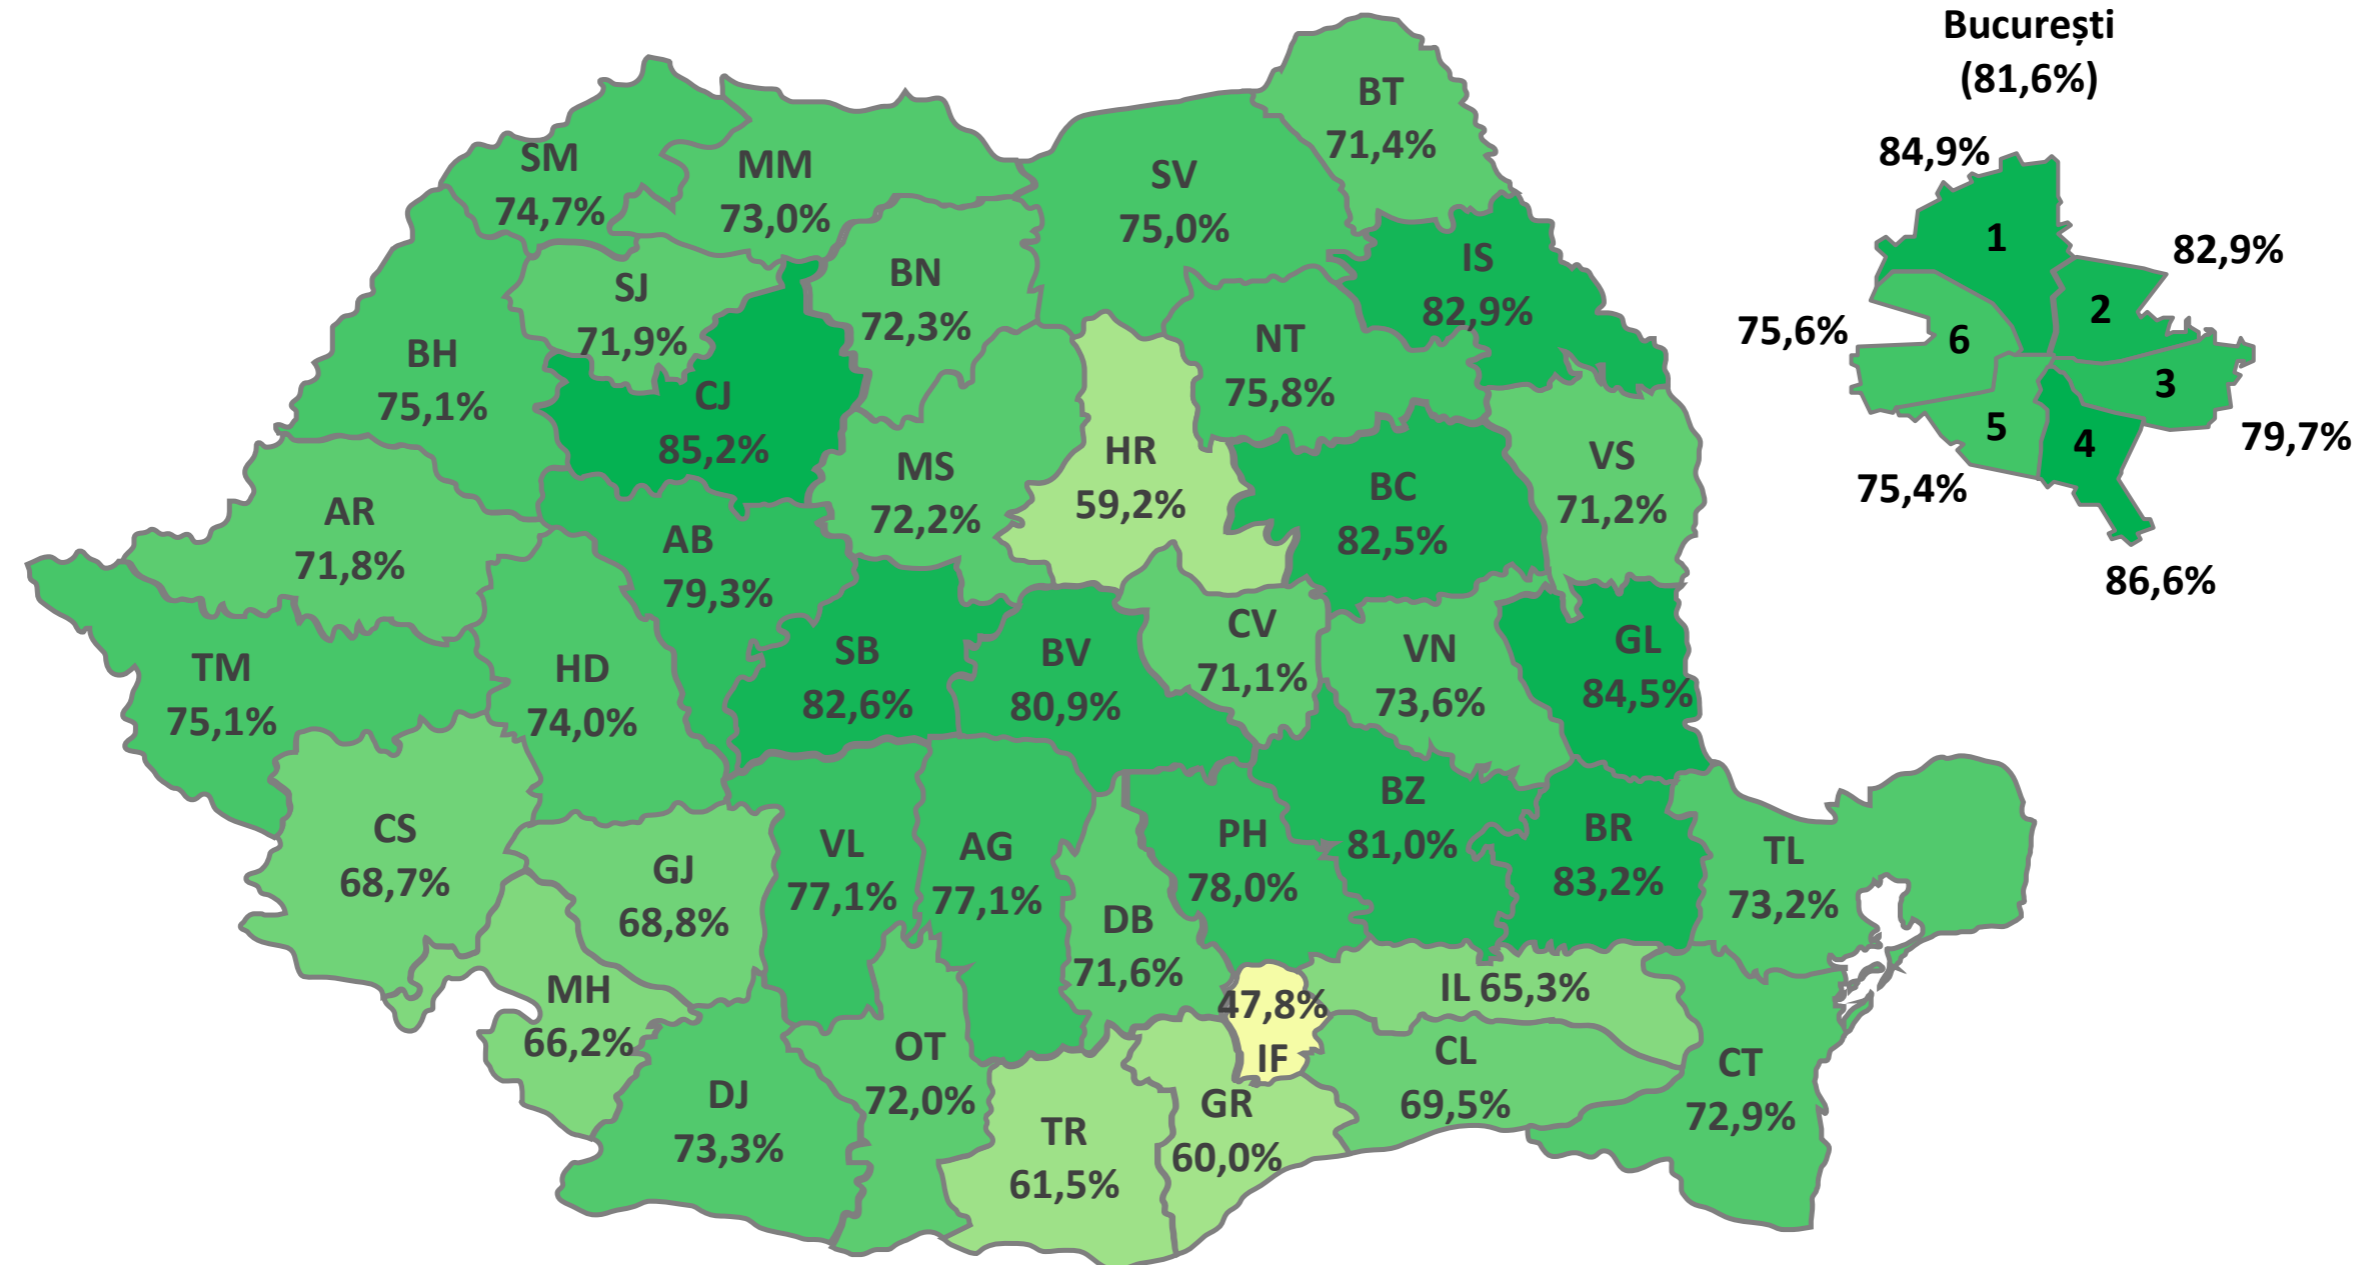 București
(81,6%)
84,9%
1
82,9%
2
75,6%
6
3
79,7%
5
4
75,4%
86,6%
BT
71,4%
SM
74,7%
MM
73,0%
SV
75,0%
IS
82,9%
SJ
71,9%
BN
72,3%
NT
75,8%
BH
75,1%
CJ
85,2%
MS
72,2%
HR
59,2%
BC
82,5%
VS
71,2%
AR
71,8%
AB
79,3%
TM
75,1%
HD
74,0%
SB
82,6%
BV
80,9%
CV
71,1%
VN
73,6%
GL
84,5%
CS
68,7%
GJ
68,8%
VL
77,1%
AG
77,1%
DB
71,6%
PH
78,0%
BZ
81,0%
BR
83,2%
TL
73,2%
MH
66,2%
47,8%
IF
IL 65,3%
DJ
73,3%
OT
72,0%
TR
61,5%
GR
60,0%
CL
69,5%
CT
72,9%